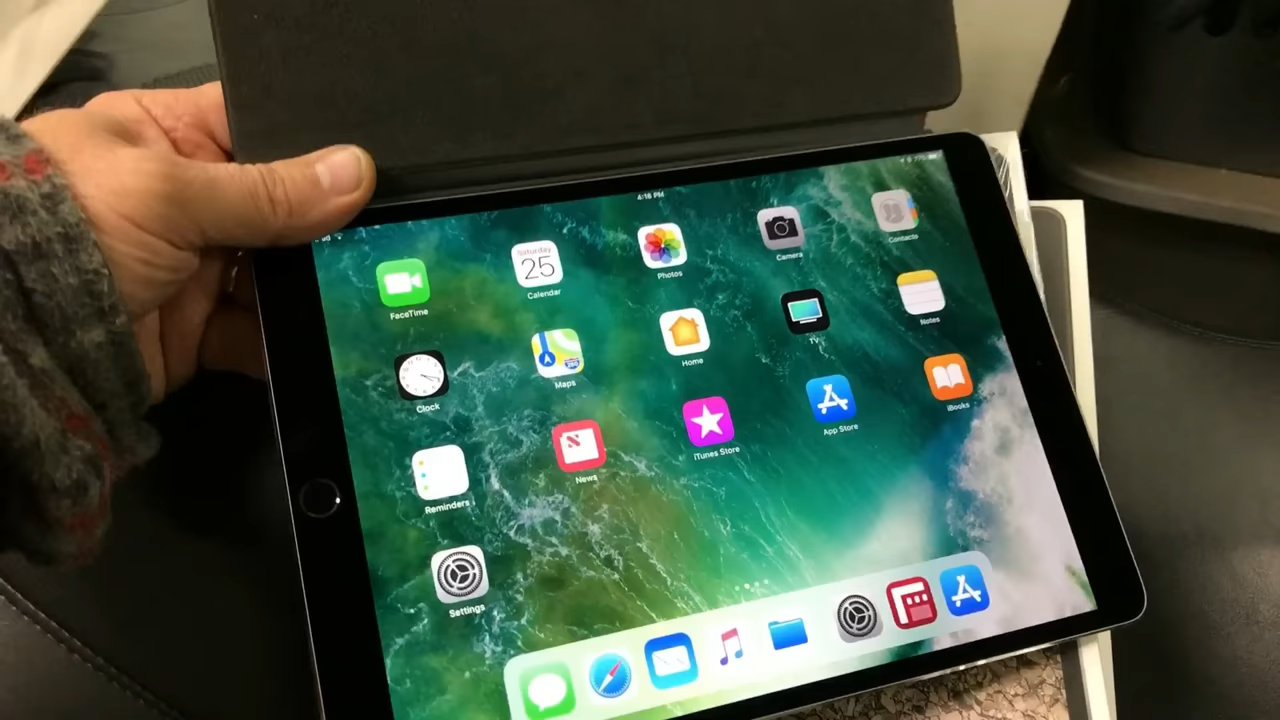 4:16 PM
FaceTime
Saturday
25
Calendar
Photos
Camera
Contacts
Clock
Maps
Home
TV
Notes
Reminders
News
iTunes Store
App Store
iBooks
Settings